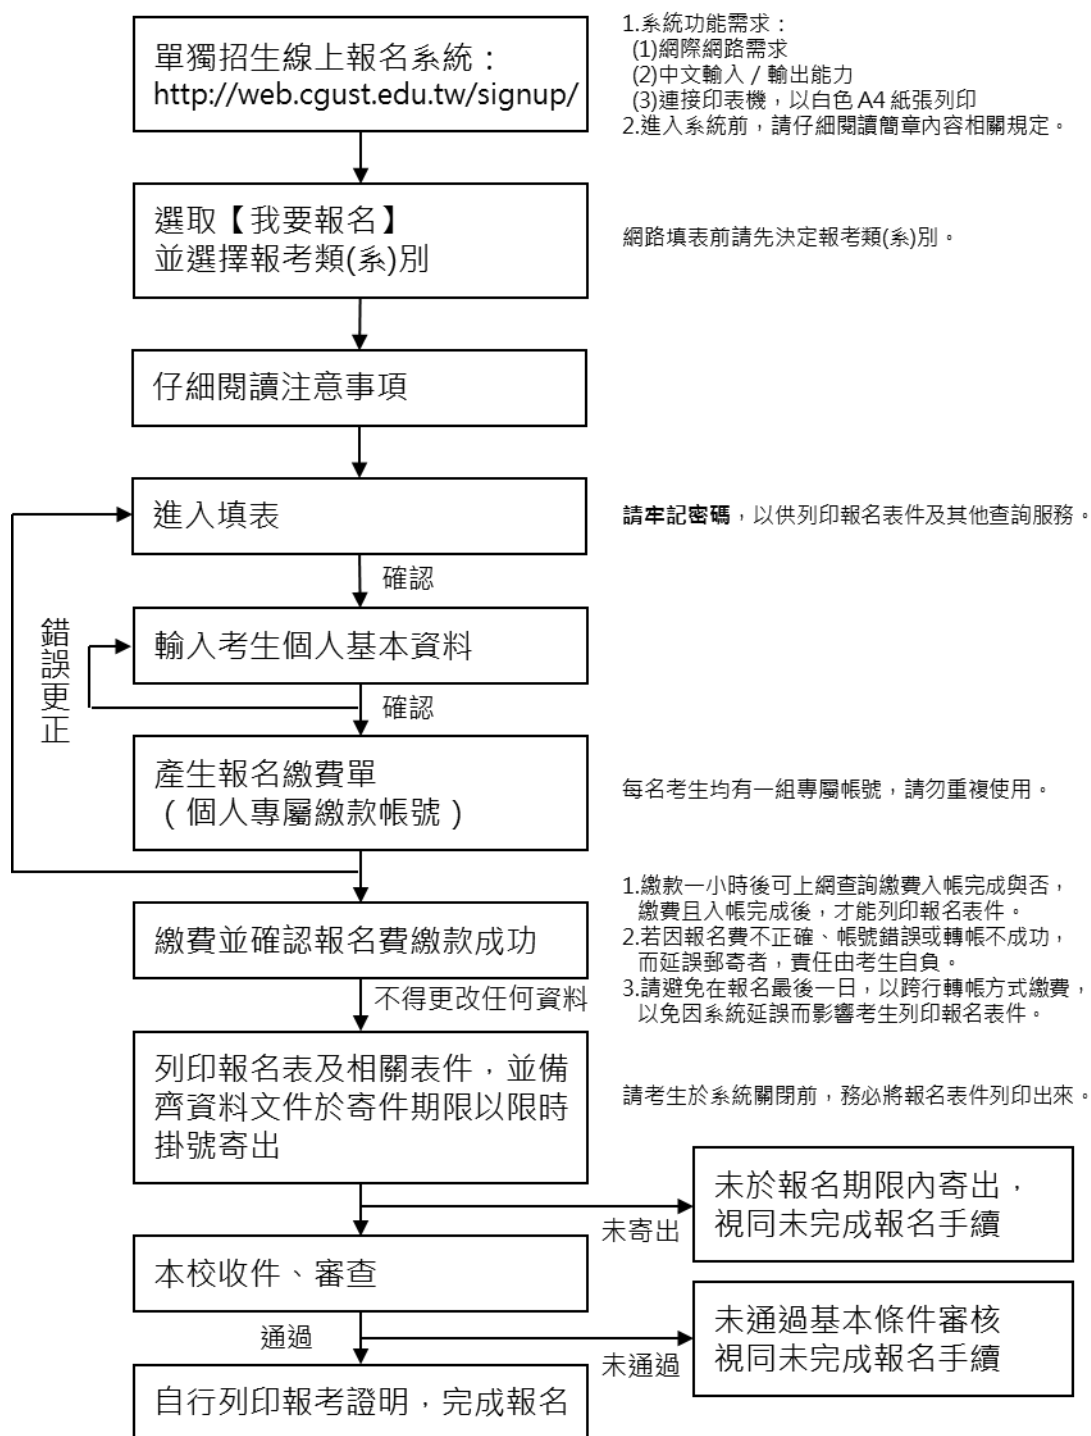 單獨招生線上報名系統：
http://web.cgust.edu.tw/signup/
1.系統功能需求：
(1)網際網路需求
(2)中文輸入／輸出能力
(3)連接印表機，以白色 A4 紙張列印
2.進入系統前，請仔細閱讀簡章內容相關規定。
選取【我要報名】
並選擇報考類(系)別
網路填表前請先決定報考類(系)別。
仔細閱讀注意事項
進入填表
請牢記密碼，以供列印報名表件及其他查詢服務。
確認
錯誤更正
輸入考生個人基本資料
確認
產生報名繳費單
（個人專屬繳款帳號）
每名考生均有一組專屬帳號，請勿重複使用。
繳費並確認報名費繳款成功
1.繳款一小時後可上網查詢繳費入帳完成與否，
繳費且入帳完成後，才能列印報名表件。
2.若因報名費不正確、帳號錯誤或轉帳不成功，
而延誤郵寄者，責任由考生自負。
3.請避免在報名最後一日，以跨行轉帳方式繳費，
以免因系統延誤而影響考生列印報名表件。
不得更改任何資料
列印報名表及相關表件，並備
齊資料文件於寄件期限以限時
掛號寄出
請考生於系統關閉前，務必將報名表件列印出來。
未寄出
未於報名期限內寄出，
視同未完成報名手續
本校收件、審查
通過
未通過
未通過基本條件審核
視同未完成報名手續
自行列印報考證明，完成報名